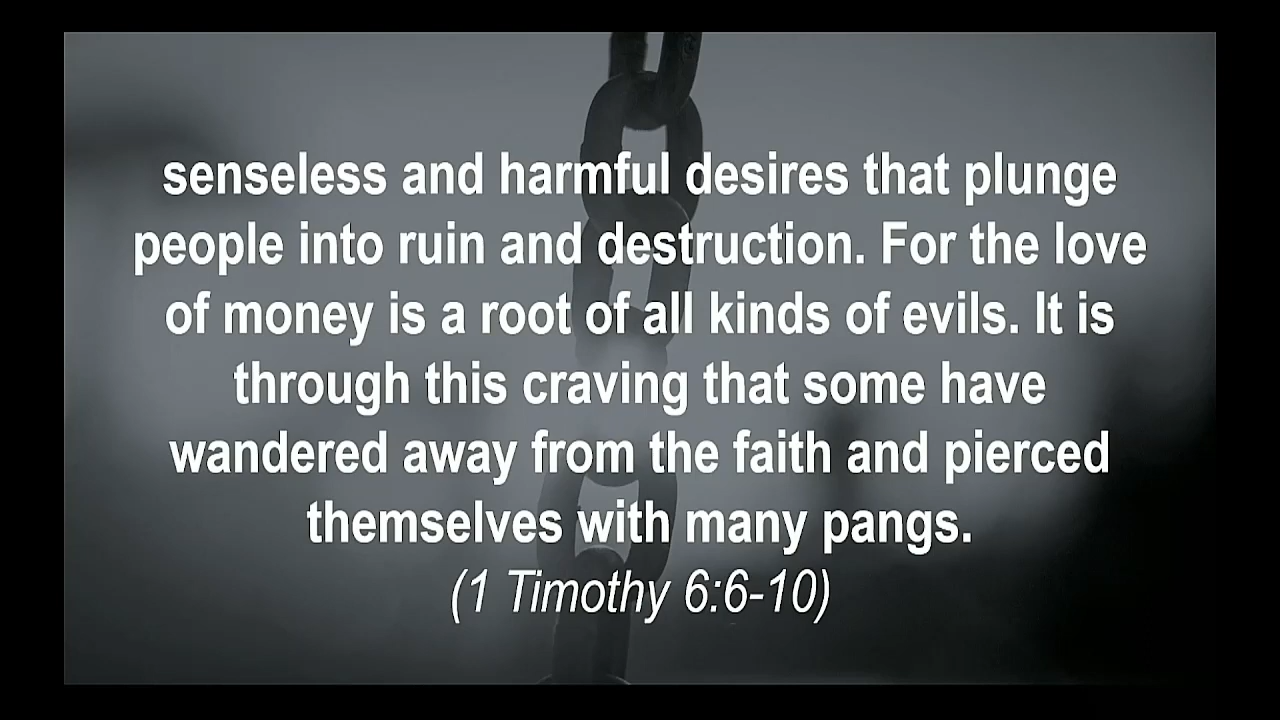 senseless and harmful desires that plunge
people into ruin and destruction. For the love
of money is a root of all kinds of evils. It is
through this craving that some have
wandered away from the faith and pierced
themselves with many pangs.
(1 Timothy 6:6-10)